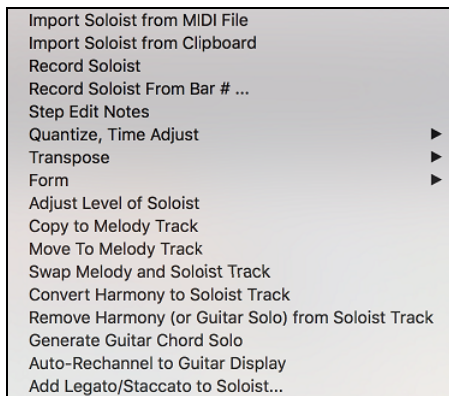 Import Soloist from MIDI File
Import Soloist from Clipboard
Record Soloist
Record Soloist From Bar # ...
Step Edit Notes
Quantize, Time Adjust
Transpose
Form
Adjust Level of Soloist
Copy to Melody Track
Move To Melody Track
Swap Melody and Soloist Track
Convert Harmony to Soloist Track
Remove Harmony (or Guitar Solo) from Soloist Track
Generate Guitar Chord Solo
Auto-Rechannel to Guitar Display
Add Legato/Staccato to Soloist...